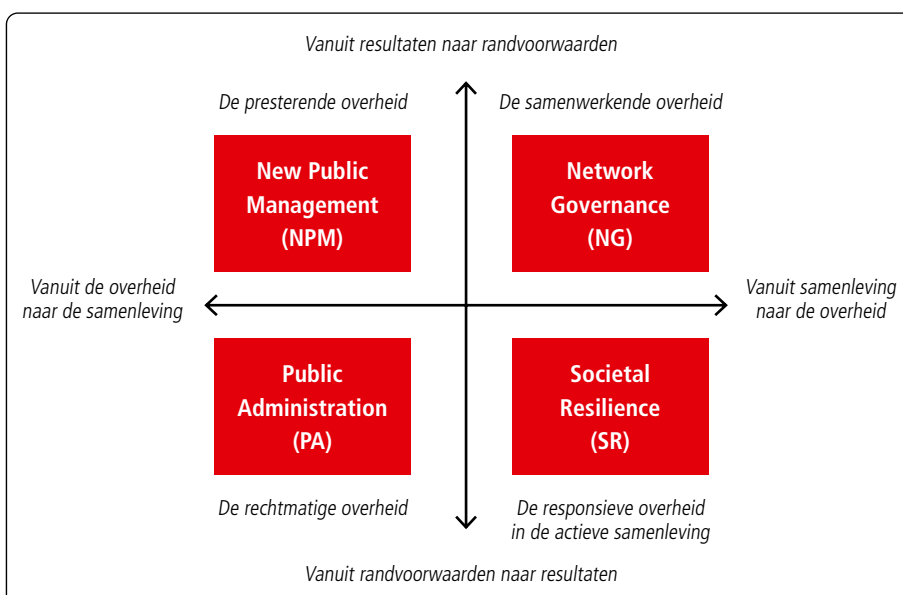 Vanuit resultaten naar randvoorwaarden
De presterende overheid
De samenwerkende overheid
New Public
Management
(NPM)
Network
Governance
(NG)
Vanuit de overheid
naar de samenleving
Vanuit samenleving
naar de overheid
Public
Administration
(PA)
Societal
Resilience
(SR)
De rechtmatige overheid
De responsieve overheid
in de actieve samenleving
Vanuit randvoorwaarden naar resultaten